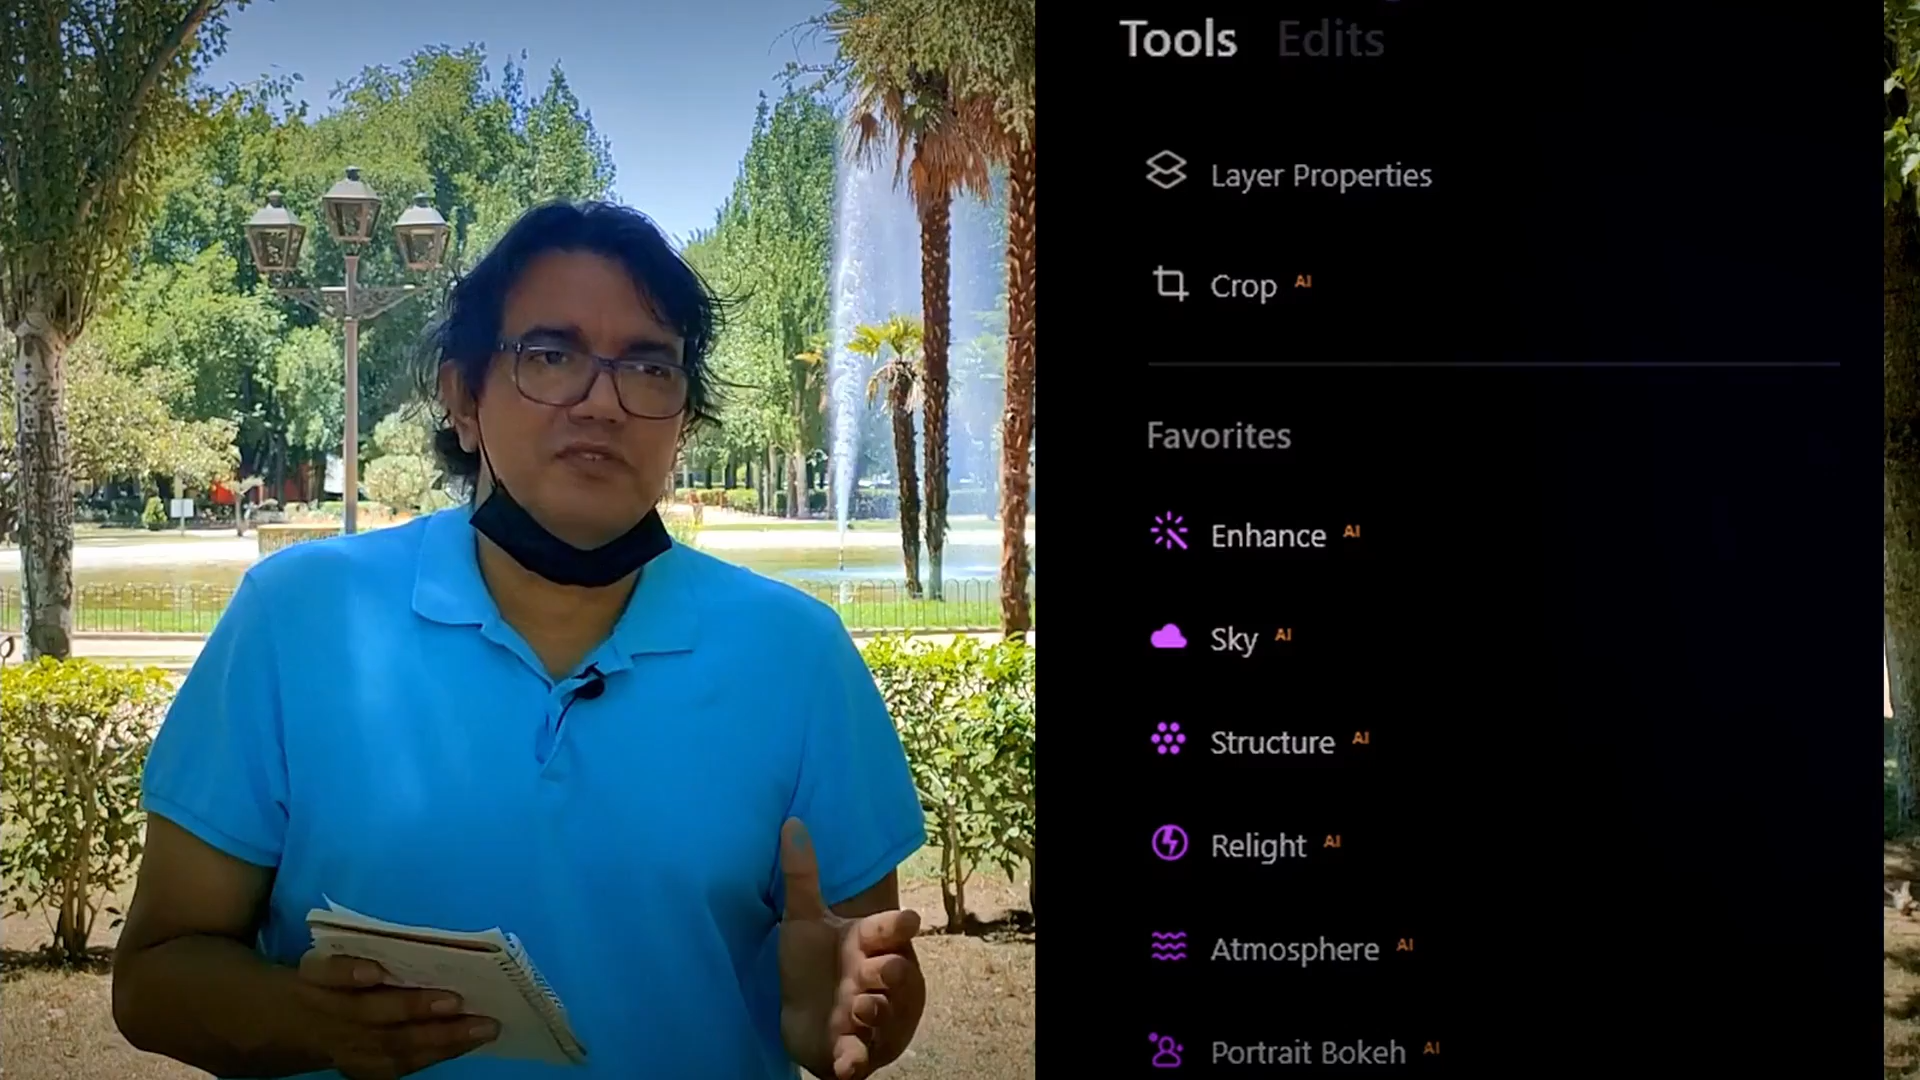 Tools Edits
Layer Properties
Crop AI
Favorites
Enhance AI
Sky AI
Structure AI
Relight AI
Atmosphere AI
Portrait Bokeh AI